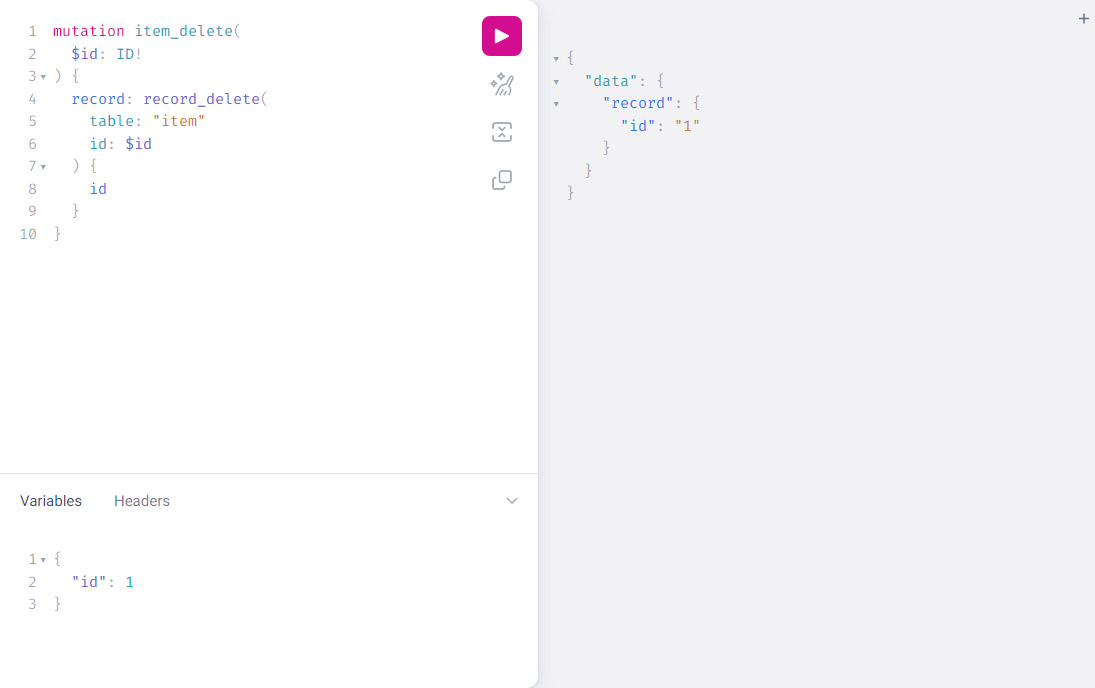 1 mutation item_delete(
2   $id: ID!
3 ) {
4   record: record_delete(
5     table: "item"
6     id: $id
7   ) {
8     id
9   }
10 }
Variables Headers
1 {
2   "id": 1
3 }
+
{
  "data": {
    "record": {
      "id": "1"
    }
  }
}